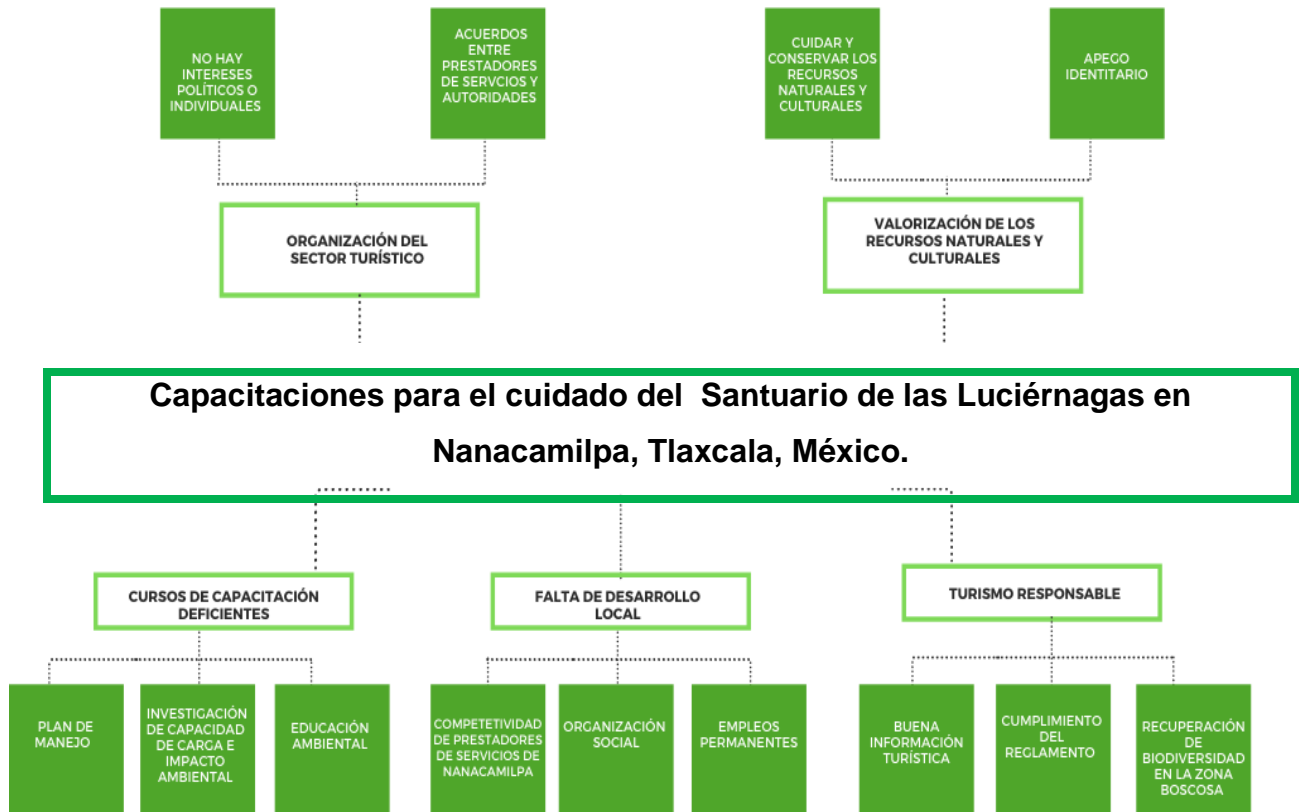 NO HAY
INTERESES
POLÍTICOS O
INDIVIDUALES
ACUERDOS
ENTRE
PRESTADORES
DE SERVCIOS Y
AUTORIDADES
CUIDAR Y
CONSERVAR LOS
RECURSOS
NATURALES Y
CULTURALES
APEGO
IDENTITARIO
ORGANIZACIÓN DEL
SECTOR TURÍSTICO
VALORIZACIÓN DE LOS
RECURSOS NATURALES Y
CULTURALES
Capacitaciones para el cuidado del Santuario de las Luciérnagas en
Nanacamilpa, Tlaxcala, México.
CURSOS DE CAPACITACIÓN
DEFICIENTES
FALTA DE DESARROLLO
LOCAL
TURISMO RESPONSABLE
PLAN DE
MANEJO
INVESTIGACIÓN
DE CAPACIDAD
DE CARGA E
IMPACTO
AMBIENTAL
EDUCACIÓN
AMBIENTAL
COMPETETIVIDAD
DE PRESTADORES
DE SERVICIOS DE
NANACAMILPA
ORGANIZACIÓN
SOCIAL
EMPLEOS
PERMANENTES
BUENA
INFORMACIÓN
TURÍSTICA
CUMPLIMIENTO
DEL
REGLAMENTO
RECUPERACIÓN
DE
BIODIVERSIDAD
EN LA ZONA
BOSCOSA